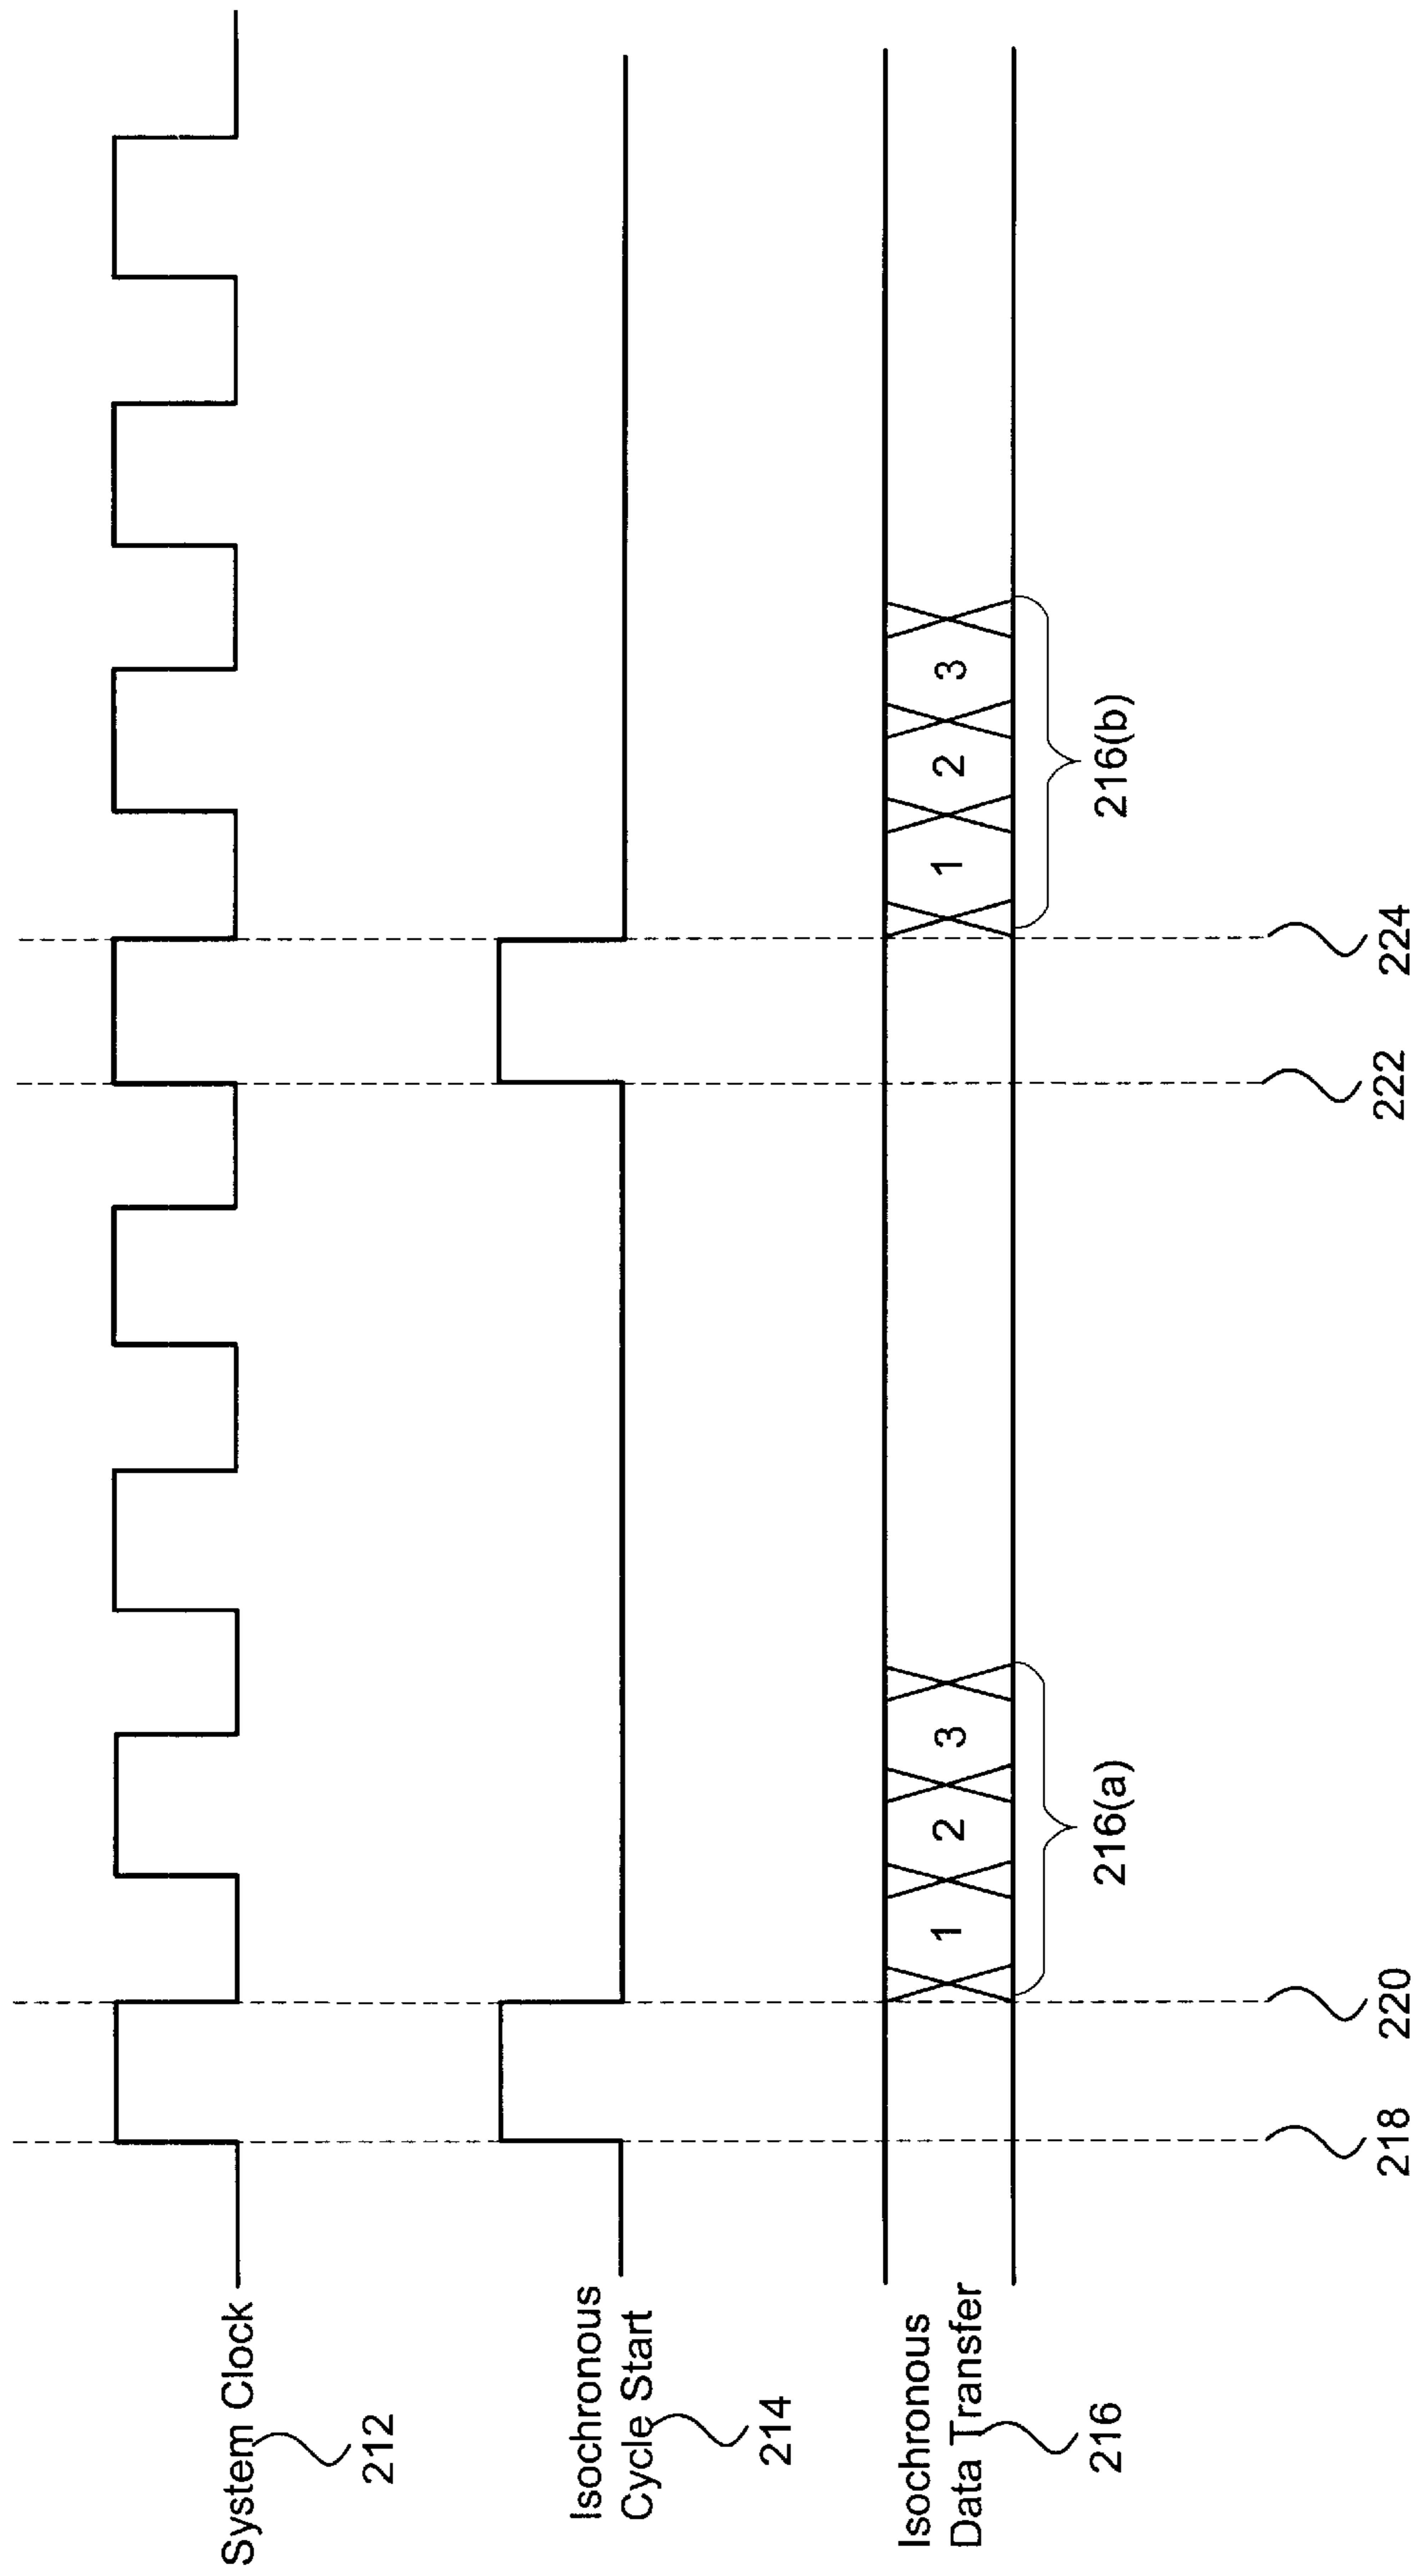 System Clock
212
Isochronous
Cycle Start
214
Isochronous
Data Transfer
216
1
2
3
216(a)
1
2
3
216(b)
218
220
222
224